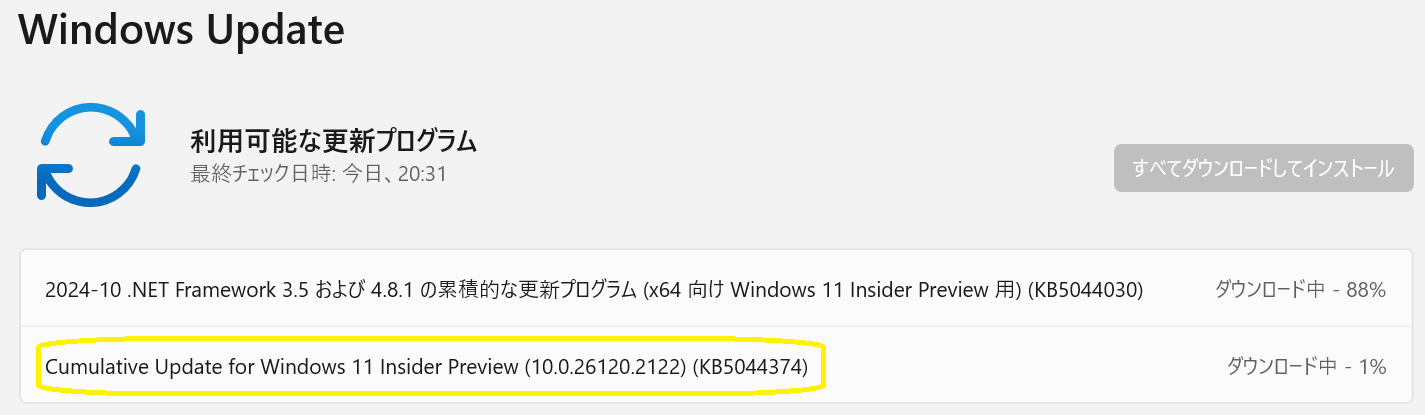 Windows Update
利用可能な更新プログラム
最終チェック日時: 今日、20:31
すべてダウンロードしてインストール
2024-10 .NET Framework 3.5 および 4.8.1 の累積的な更新プログラム (x64 向け Windows 11 Insider Preview 用) (KB5044030)
ダウンロード中 - 88%
Cumulative Update for Windows 11 Insider Preview (10.0.26120.2122) (KB5044374)
ダウンロード中 - 1%